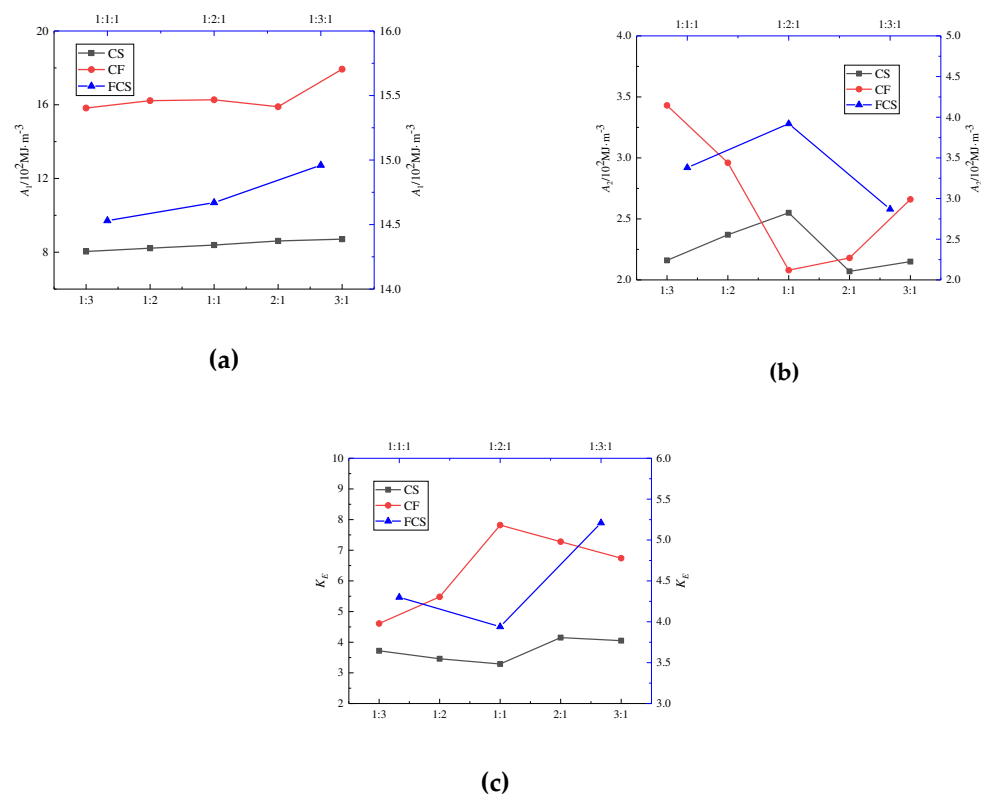 1:1:1 1:2:1 1:3:1
20 16.0
CS
CF
FCS
16 15.5
A₁/10²MJ·m⁻³ 12 15.0 A₁/10²MJ·m⁻³
14.5
8
14.0
1:3 1:2 1:1 2:1 3:1
(a)
1:1:1 1:2:1 1:3:1
4.0 5.0
CS
CF
FCS
4.5
3.5 4.0
A₂/10²MJ·m⁻³ 3.0 3.5 A₂/10²MJ·m⁻³
3.0
2.5 2.5
2.0 2.0
1:3 1:2 1:1 2:1 3:1
(b)
1:1:1 1:2:1 1:3:1
10 6.0
CS
CF
FCS
9 5.5
8 5.0
7
K_E 6 4.5 K_E
5 4.0
4 3.5
3
2 3.0
1:3 1:2 1:1 2:1 3:1
(c)